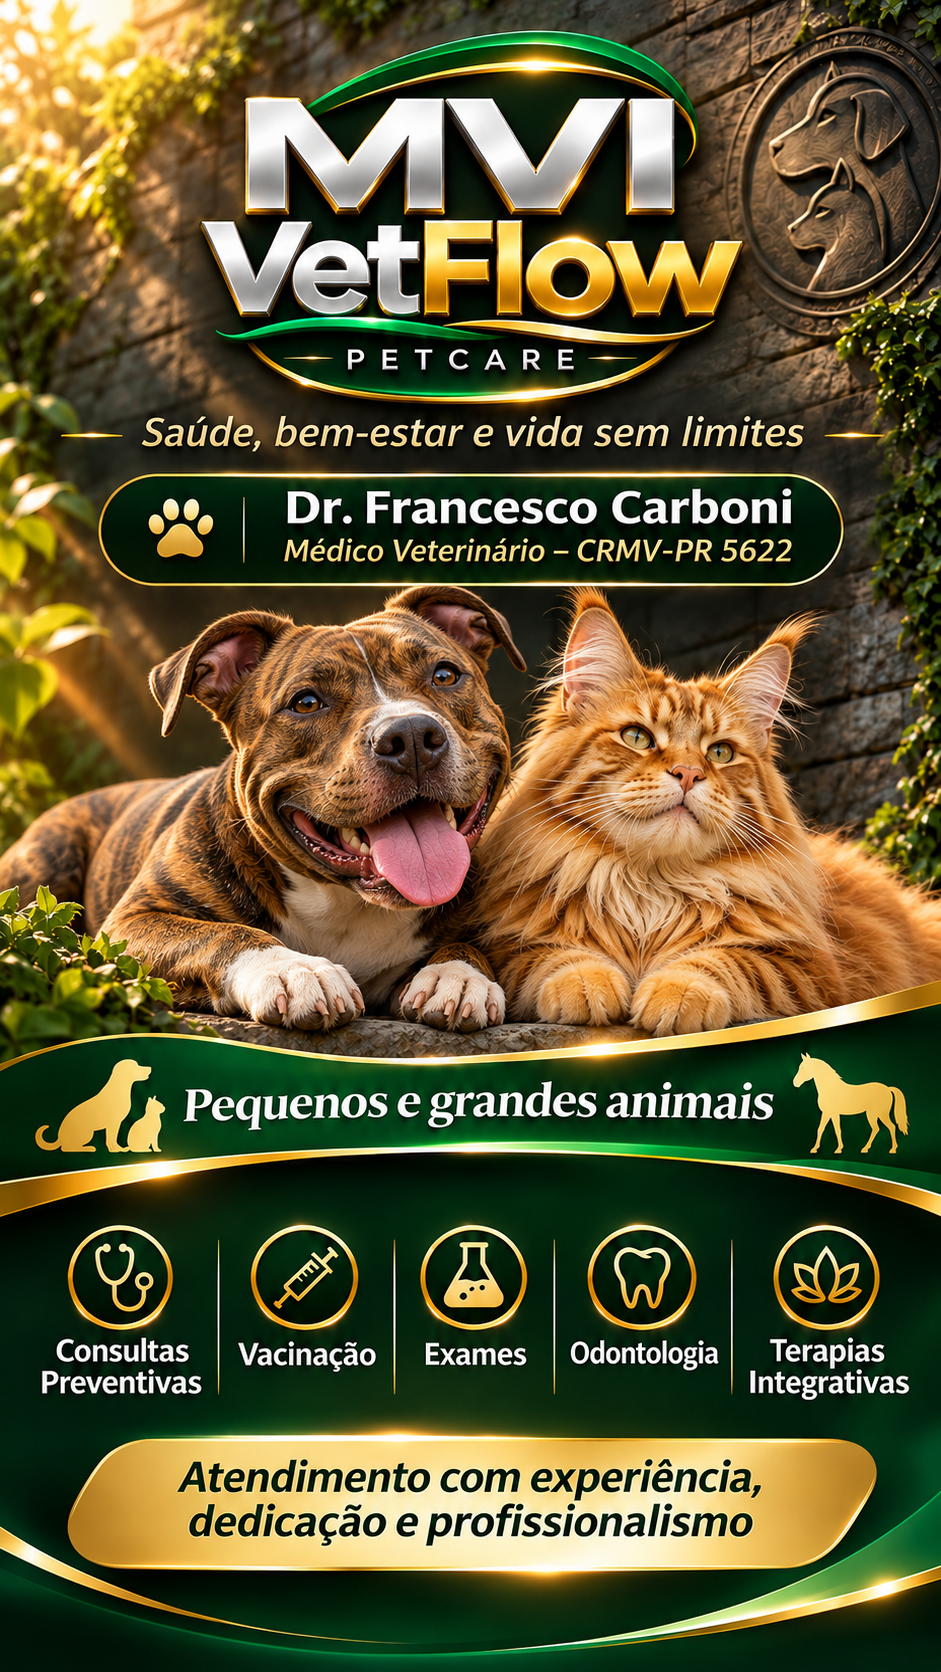 MVI
VetFlow
PETCARE
Saúde, bem-estar e vida sem limites
Dr. Francesco Carboni
Médico Veterinário – CRMV-PR 5622
Pequenos e grandes animais
Consultas
Preventivas
Vacinação
Exames
Odontologia
Terapias
Integrativas
Atendimento com experiência,
dedicação e profissionalismo